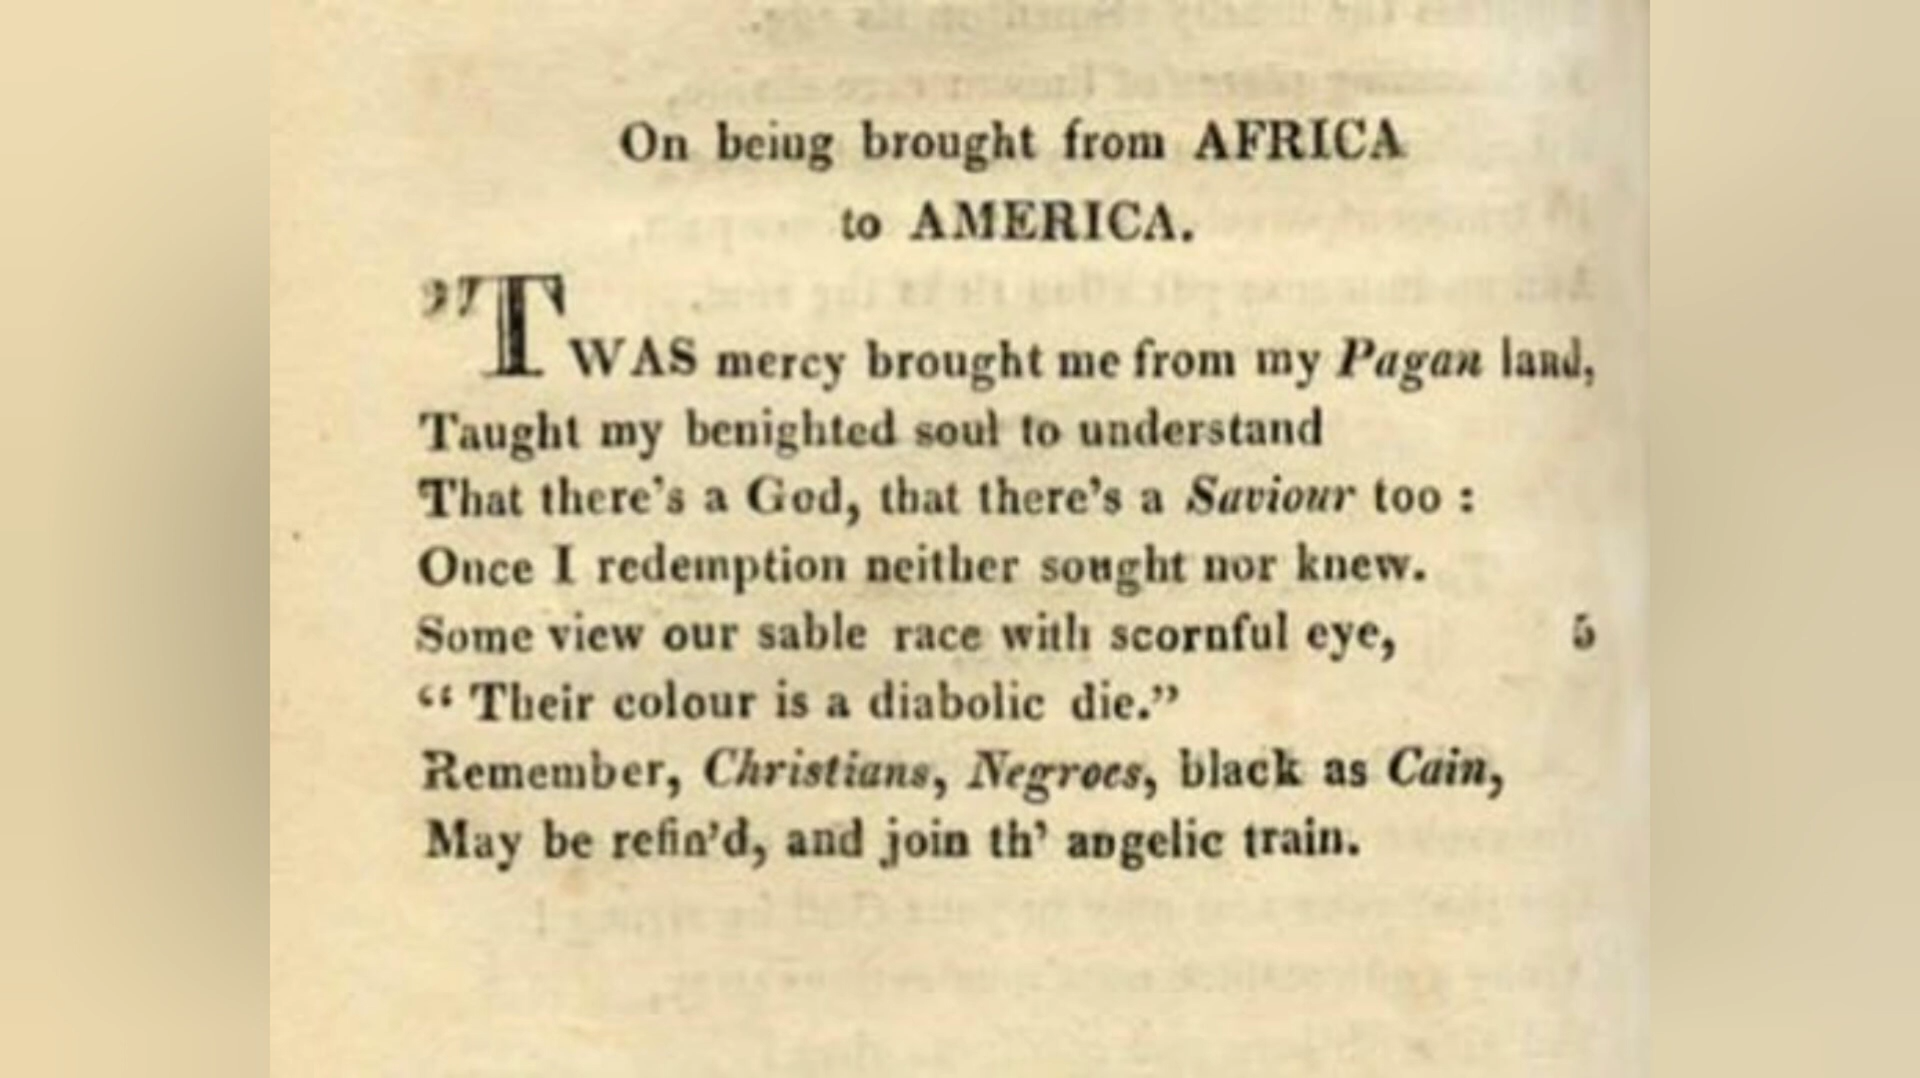 On being brought from AFRICA
to AMERICA.
'TWAS mercy brought me from my Pagan land,
Taught my benighted soul to understand
That there's a God, that there's a Saviour too :
Once I redemption neither sought nor knew.
Some view our sable race with scornful eye, 5
“ Their colour is a diabolic die.”
Remember, Christians, Negroes, black as Cain,
May be refin'd, and join th' angelic train.